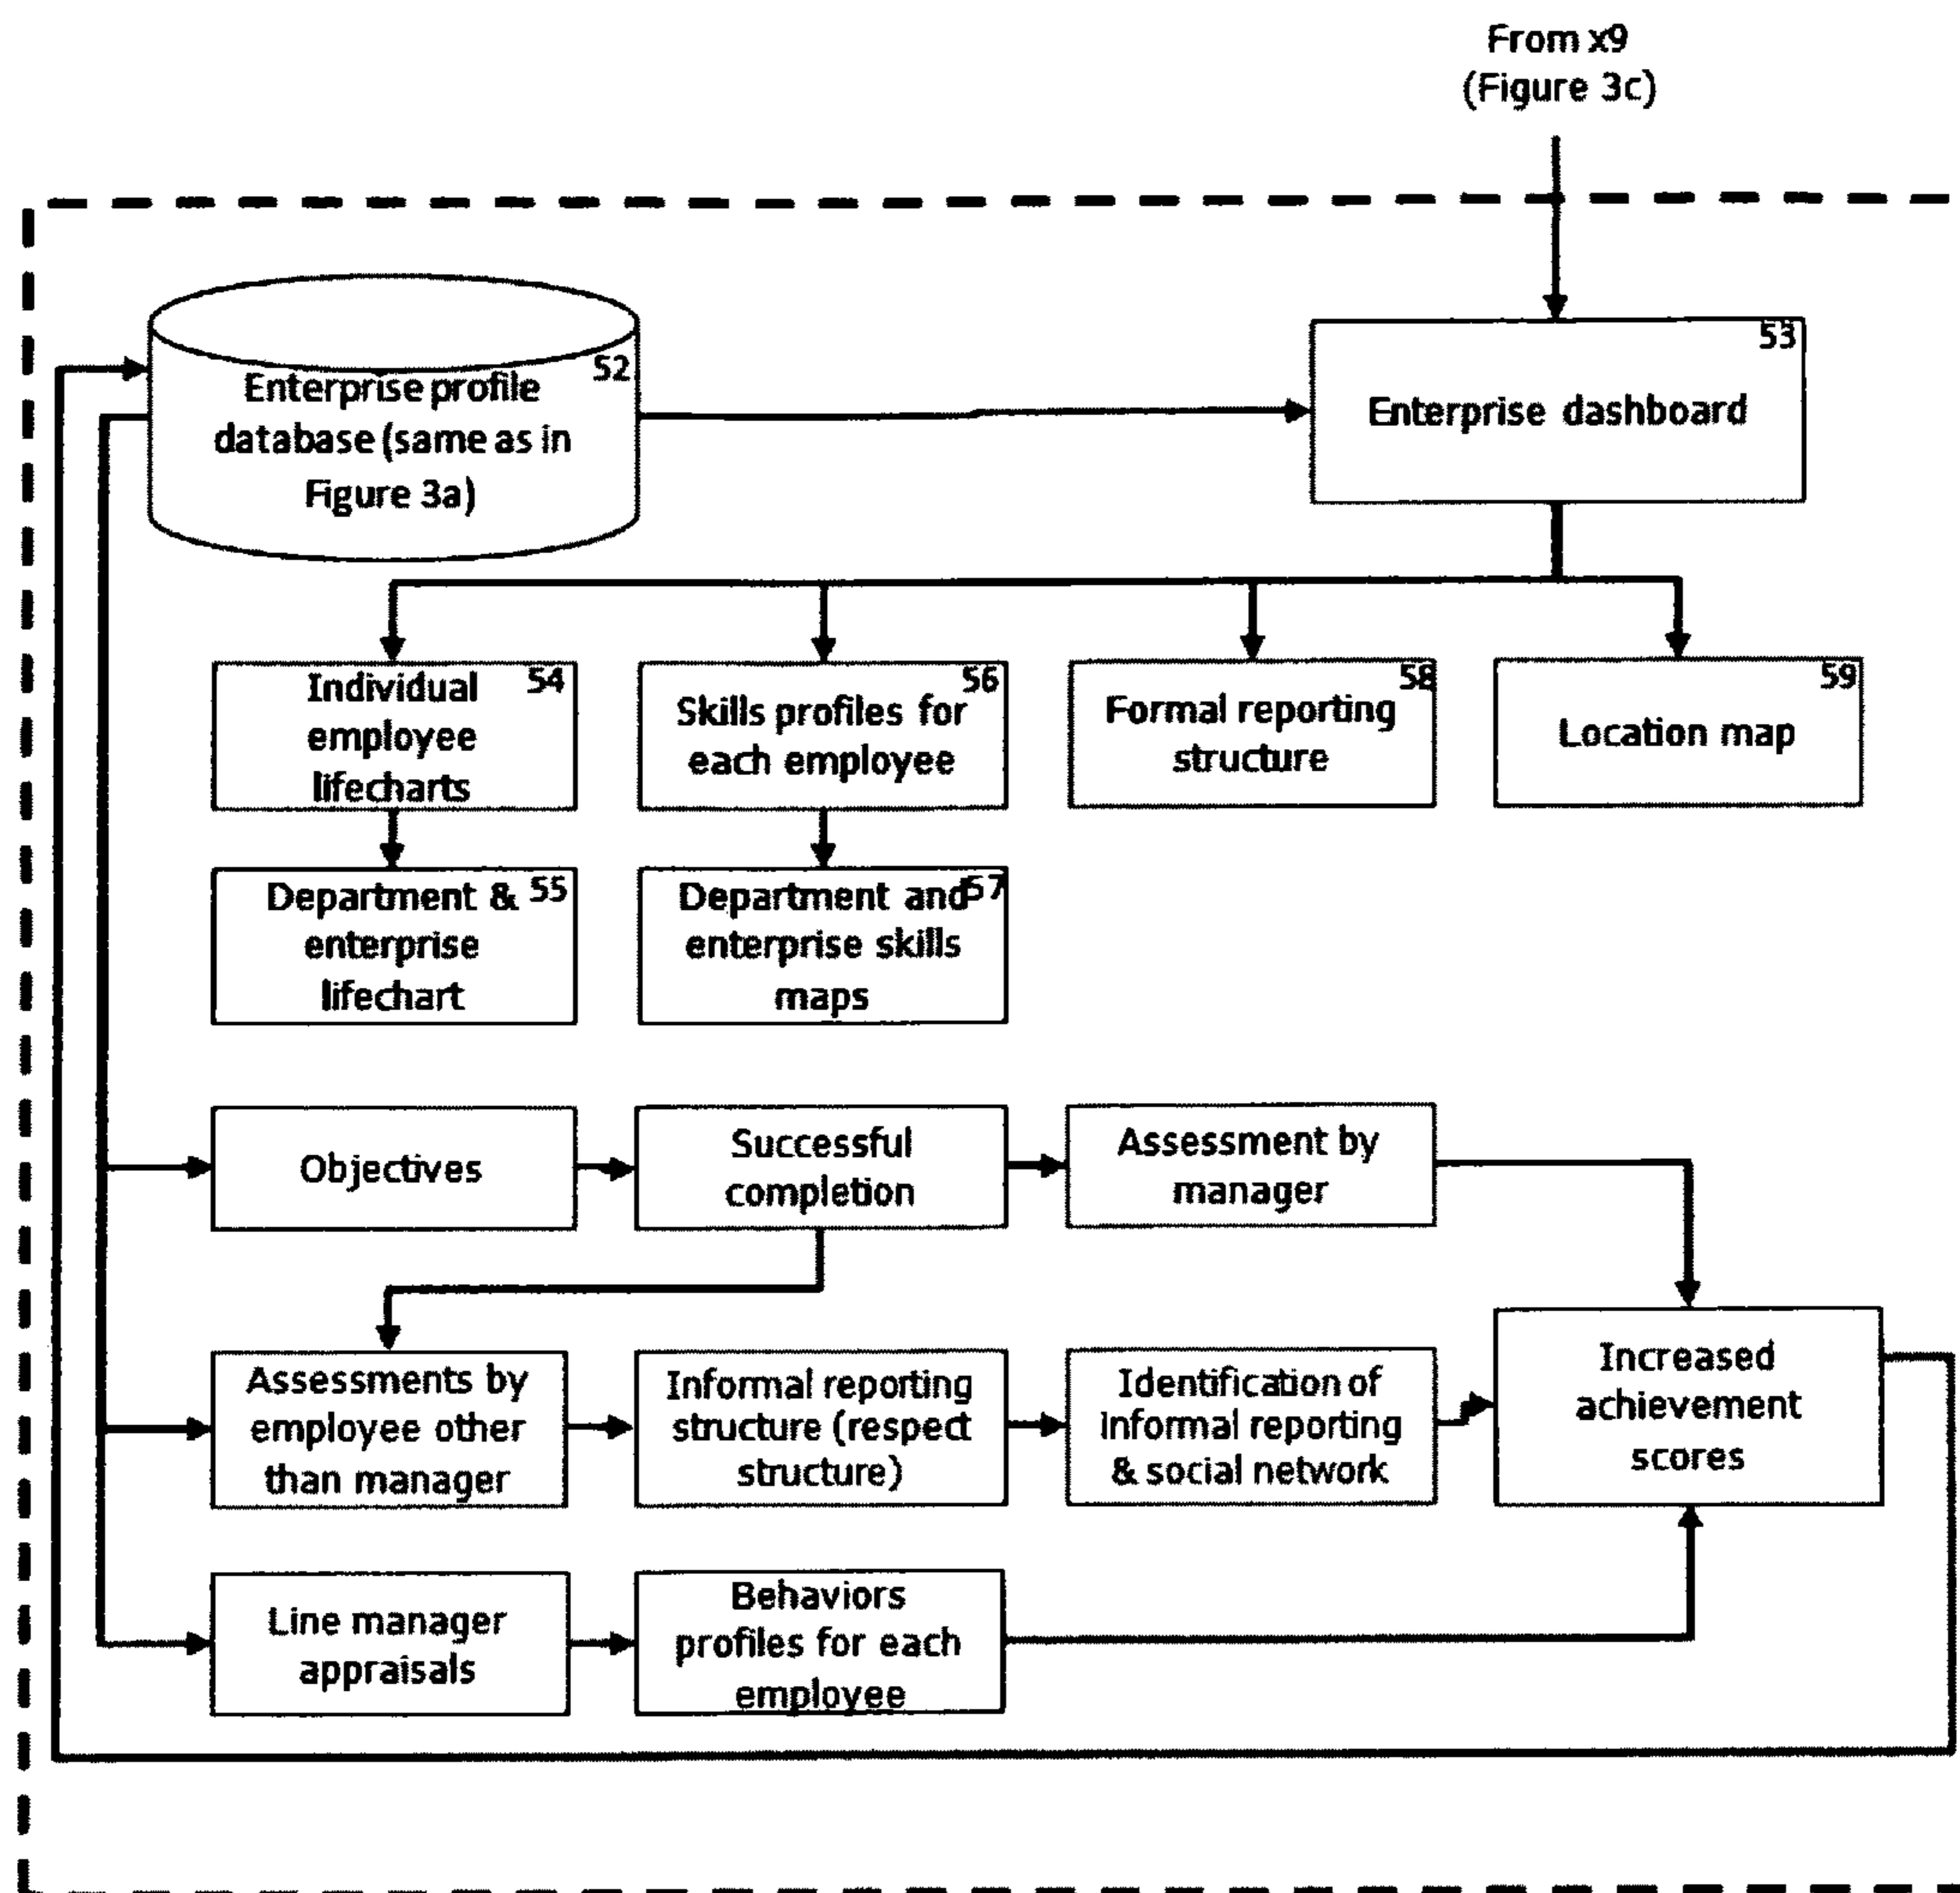 From x9
(Figure 3c)
52
Enterprise profile
database (same as in
Figure 3a)
53
Enterprise dashboard
54
Individual
employee
lifecharts
56
Skills profiles for
each employee
58
Formal reporting
structure
59
Location map
Department & 55
enterprise
lifechart
Department and 57
enterprise skills
maps
Objectives
Successful
completion
Assessment by
manager
Assessments by
employee other
than manager
Informal reporting
structure (respect
structure)
Identification of
informal reporting
& social network
Increased
achievement
scores
Line manager
appraisals
Behaviors
profiles for each
employee